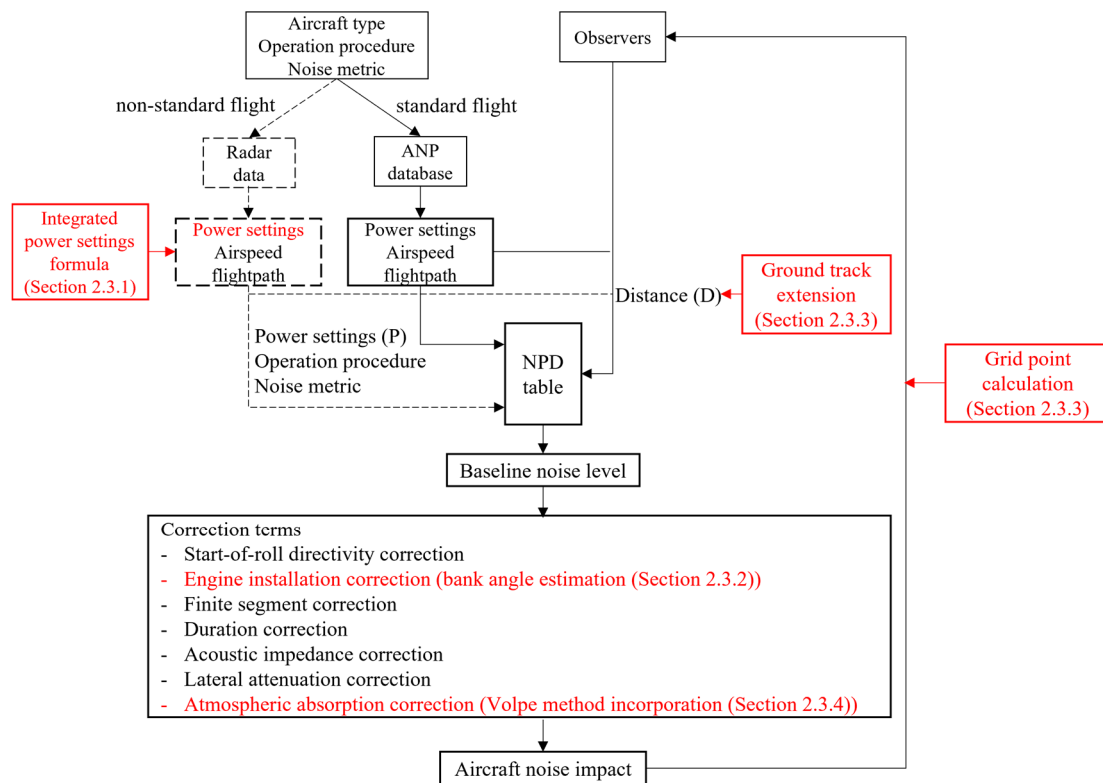 Aircraft type
Operation procedure
Noise metric
Observers
non-standard flight
standard flight
Radar
data
ANP
database
Integrated
power settings
formula
(Section 2.3.1)
Power settings
Airspeed
flightpath
Power settings
Airspeed
flightpath
Distance (D)
Ground track
extension
(Section 2.3.3)
Power settings (P)
Operation procedure
Noise metric
NPD
table
Grid point
calculation
(Section 2.3.3)
Baseline noise level
Correction terms
- Start-of-roll directivity correction
- Engine installation correction (bank angle estimation (Section 2.3.2))
- Finite segment correction
- Duration correction
- Acoustic impedance correction
- Lateral attenuation correction
- Atmospheric absorption correction (Volpe method incorporation (Section 2.3.4))
Aircraft noise impact